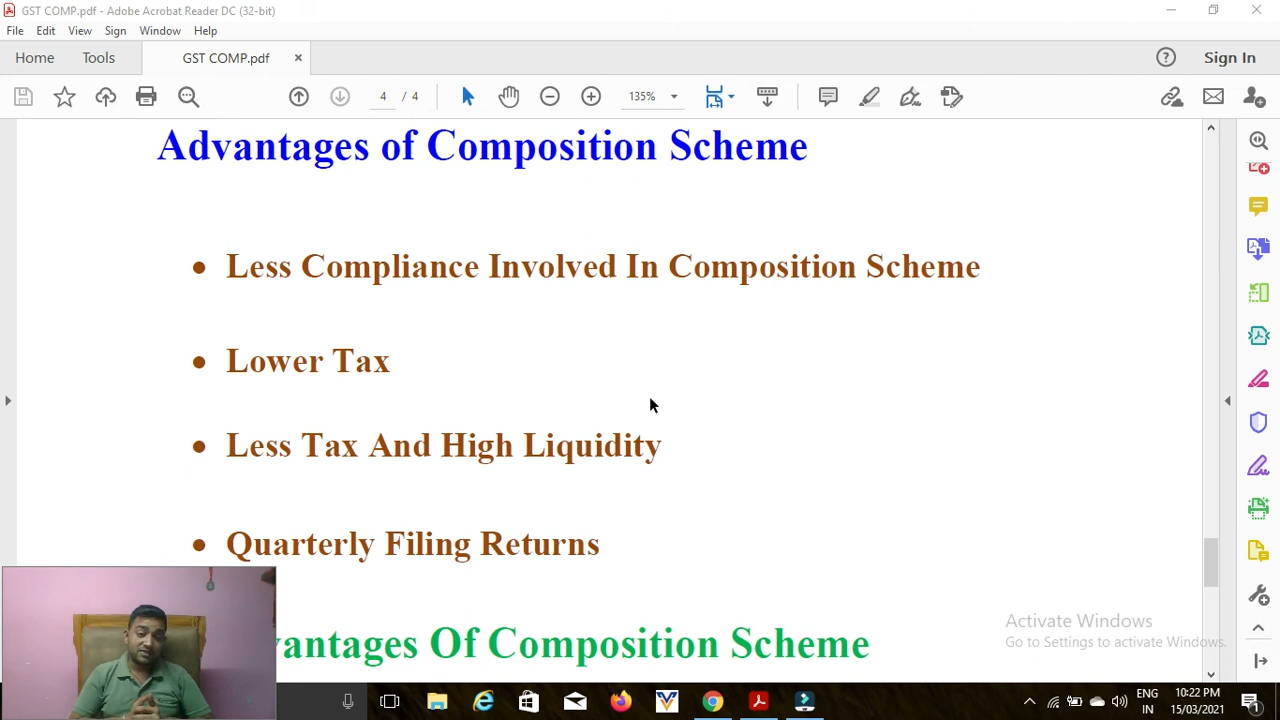 GST COMP.pdf - Adobe Acrobat Reader DC (32-bit)
File Edit View Sign Window Help
Home Tools GST COMP.pdf Sign In
4 / 4 135%
Advantages of Composition Scheme
• Less Compliance Involved In Composition Scheme
• Lower Tax
• Less Tax And High Liquidity
• Quarterly Filing Returns
vantages Of Composition Scheme
Activate Windows
Go to Settings to activate Windows.
ENG 10:22 PM
IN 15/03/2021
1